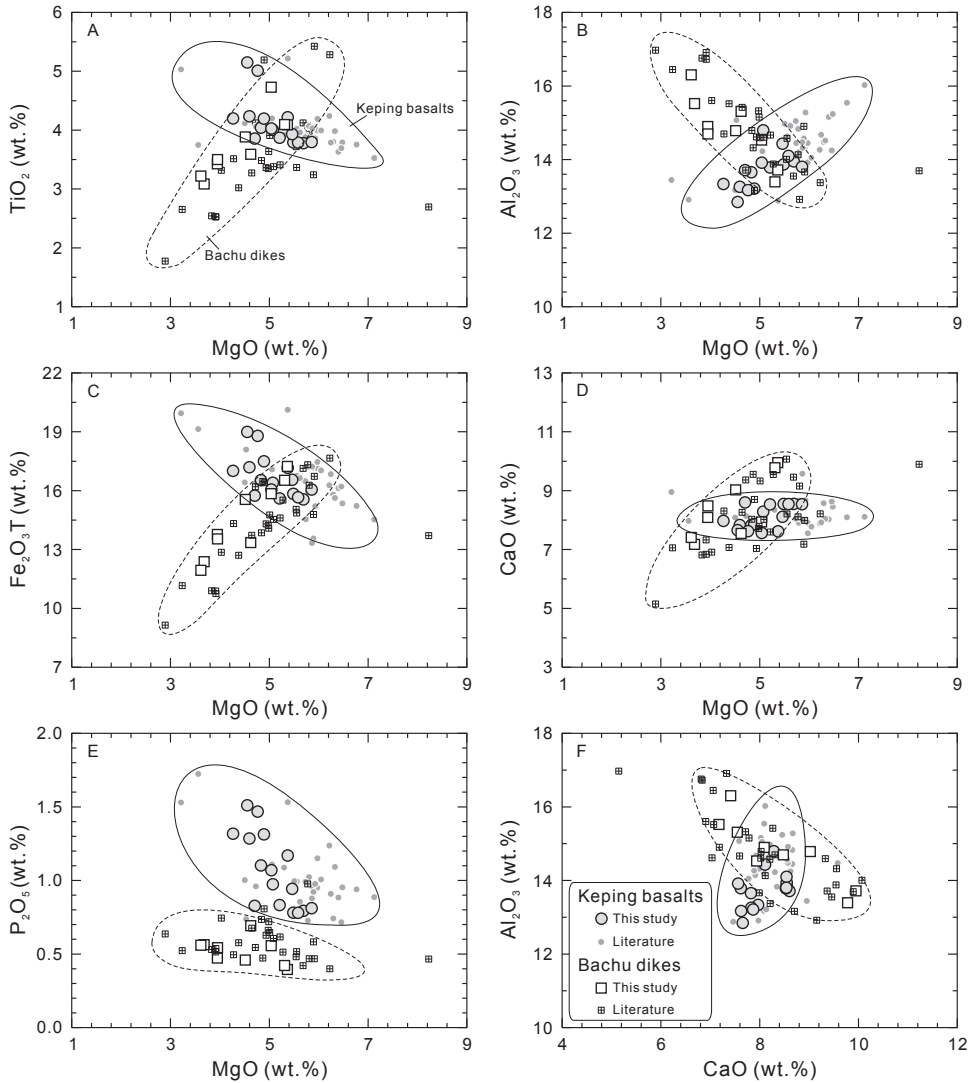 A
6
5
4
3
2
1
TiO₂ (wt.%)
Keping basalts
Bachu dikes
1 3 5 7 9
MgO (wt.%)
B
18
16
14
12
10
Al₂O₃ (wt.%)
1 3 5 7 9
MgO (wt.%)
C
22
19
16
13
10
7
Fe₂O₃T (wt.%)
1 3 5 7 9
MgO (wt.%)
D
13
11
9
7
5
3
CaO (wt.%)
1 3 5 7 9
MgO (wt.%)
E
2.0
1.5
1.0
0.5
0.0
P₂O₅ (wt.%)
1 3 5 7 9
MgO (wt.%)
F
18
16
14
12
10
Al₂O₃ (wt.%)
Keping basalts
This study
Literature
Bachu dikes
This study
Literature
4 6 8 10 12
CaO (wt.%)